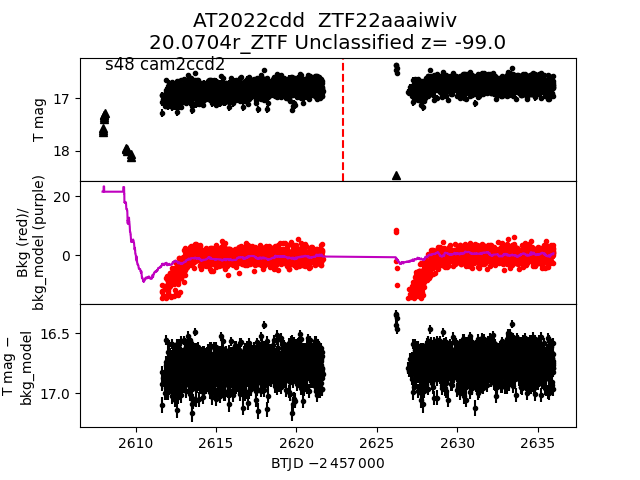 AT2022cdd  ZTF22aaaiwiv
20.0704r_ZTF Unclassified z= -99.0
s48 cam2ccd2
T mag
17
18
Bkg (red)/
bkg_model (purple)
20
0
T mag −
bkg_model
16.5
17.0
2610 2615 2620 2625 2630 2635
BTJD −2 457 000